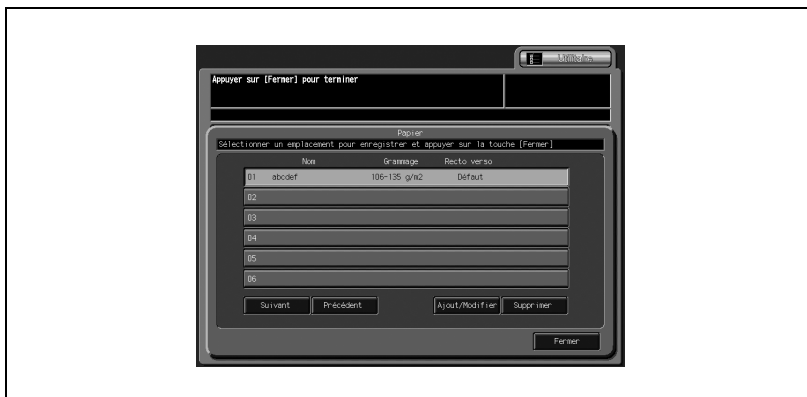 Utilitaire
Appuyer sur [Fermer] pour terminer
Papier
Sélectionner un emplacement pour enregistrer et appuyer sur la touche [Fermer]
Nom Grammage Recto verso
01 abcdef 106-135 g/m2 Défaut
02
03
04
05
06
Suivant Précédent Ajout/Modifier Supprimer
Fermer